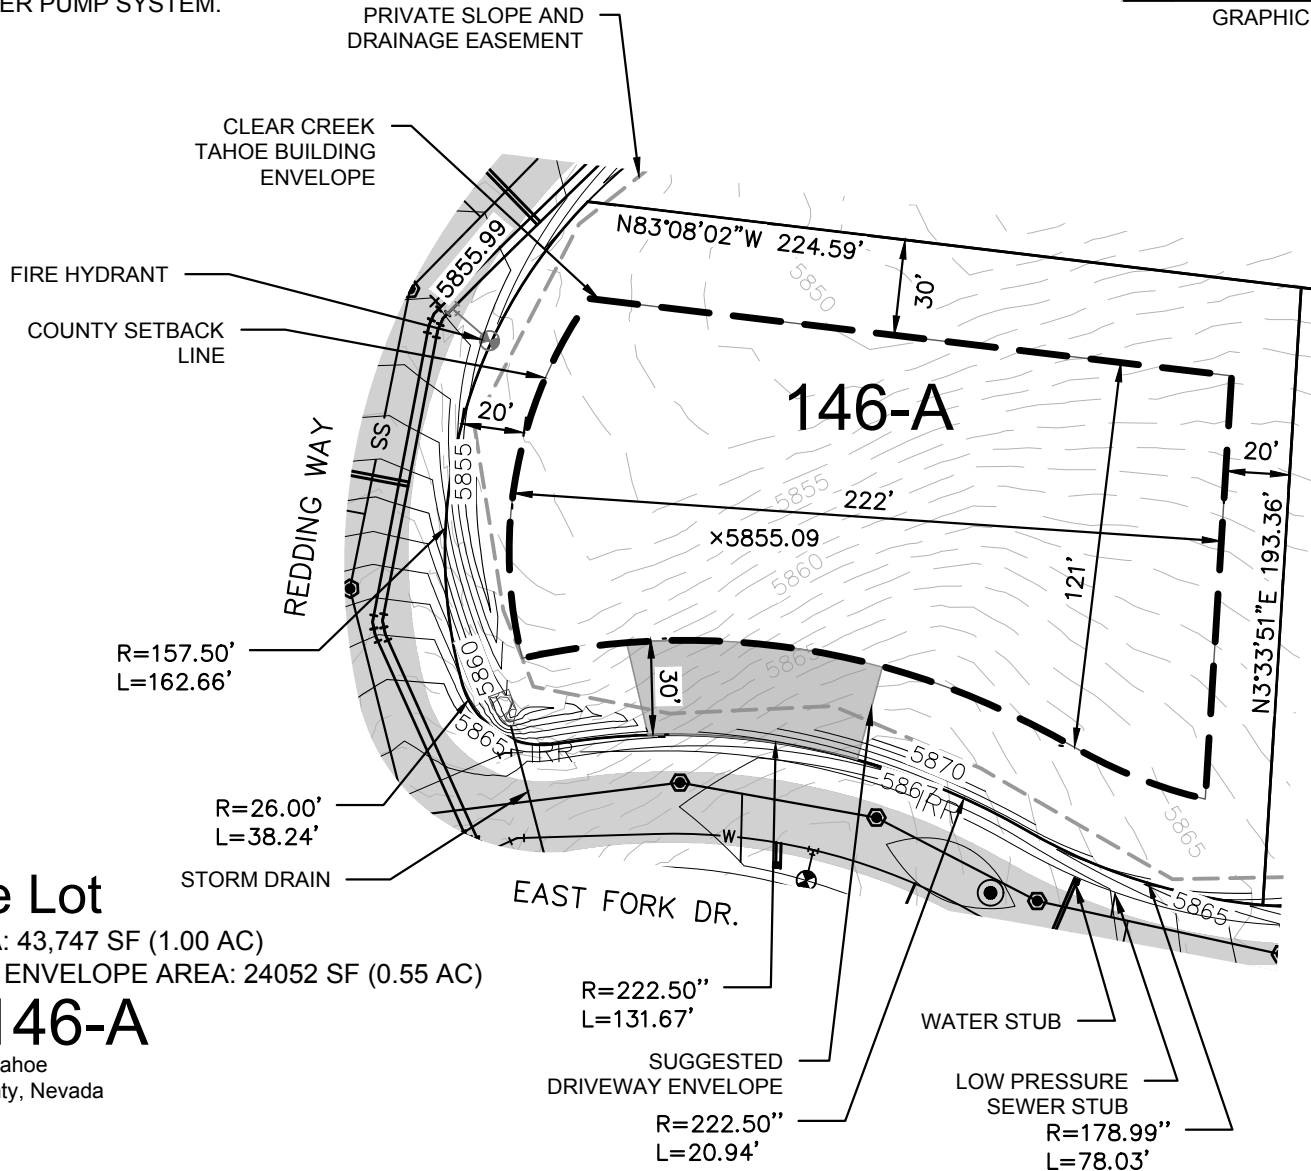 ER PUMP SYSTEM.
PRIVATE SLOPE AND
DRAINAGE EASEMENT
GRAPHIC
CLEAR CREEK
TAHOE BUILDING
ENVELOPE
FIRE HYDRANT
COUNTY SETBACK
LINE
+5855.99
N83°08'02"W 224.59'
30'
5850
146-A
20'
20'
SS
5855
5855
222'
×5855.09
5860
121'
N3°33'51"E 193.36'
REDDING WAY
R=157.50'
L=162.66'
5860
5865
30'
5865
IRR
5870
5867
IRR
5865
5865
R=26.00'
L=38.24'
STORM DRAIN
W
EAST FORK DR.
e Lot
A: 43,747 SF (1.00 AC)
ENVELOPE AREA: 24052 SF (0.55 AC)
146-A
ahoe
ty, Nevada
R=222.50"
L=131.67'
SUGGESTED
DRIVEWAY ENVELOPE
R=222.50"
L=20.94'
WATER STUB
LOW PRESSURE
SEWER STUB
R=178.99"
L=78.03'